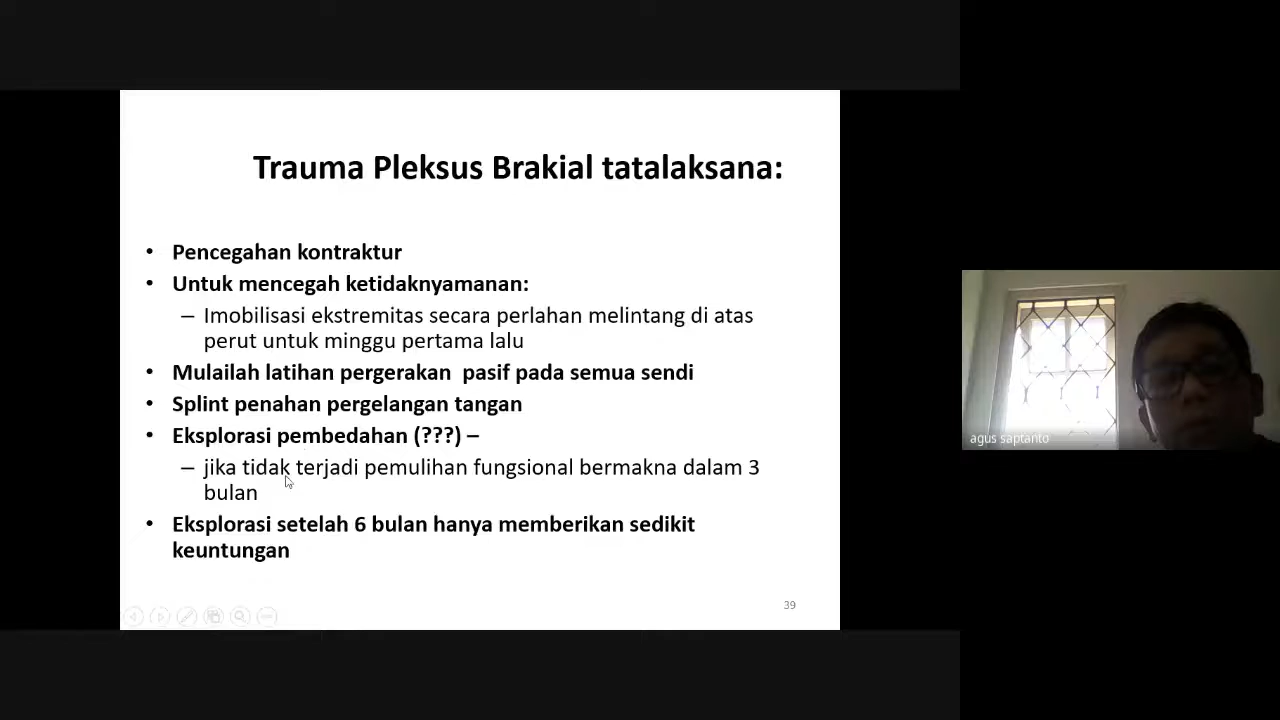 Trauma Pleksus Brakial tatalaksana:
• Pencegahan kontraktur
• Untuk mencegah ketidaknyamanan:
– Imobilisasi ekstremitas secara perlahan melintang di atas
perut untuk minggu pertama lalu
• Mulailah latihan pergerakan pasif pada semua sendi
• Splint penahan pergelangan tangan
• Eksplorasi pembedahan (???) –
– jika tidak terjadi pemulihan fungsional bermakna dalam 3
bulan
• Eksplorasi setelah 6 bulan hanya memberikan sedikit
keuntungan
39
agus saptanto